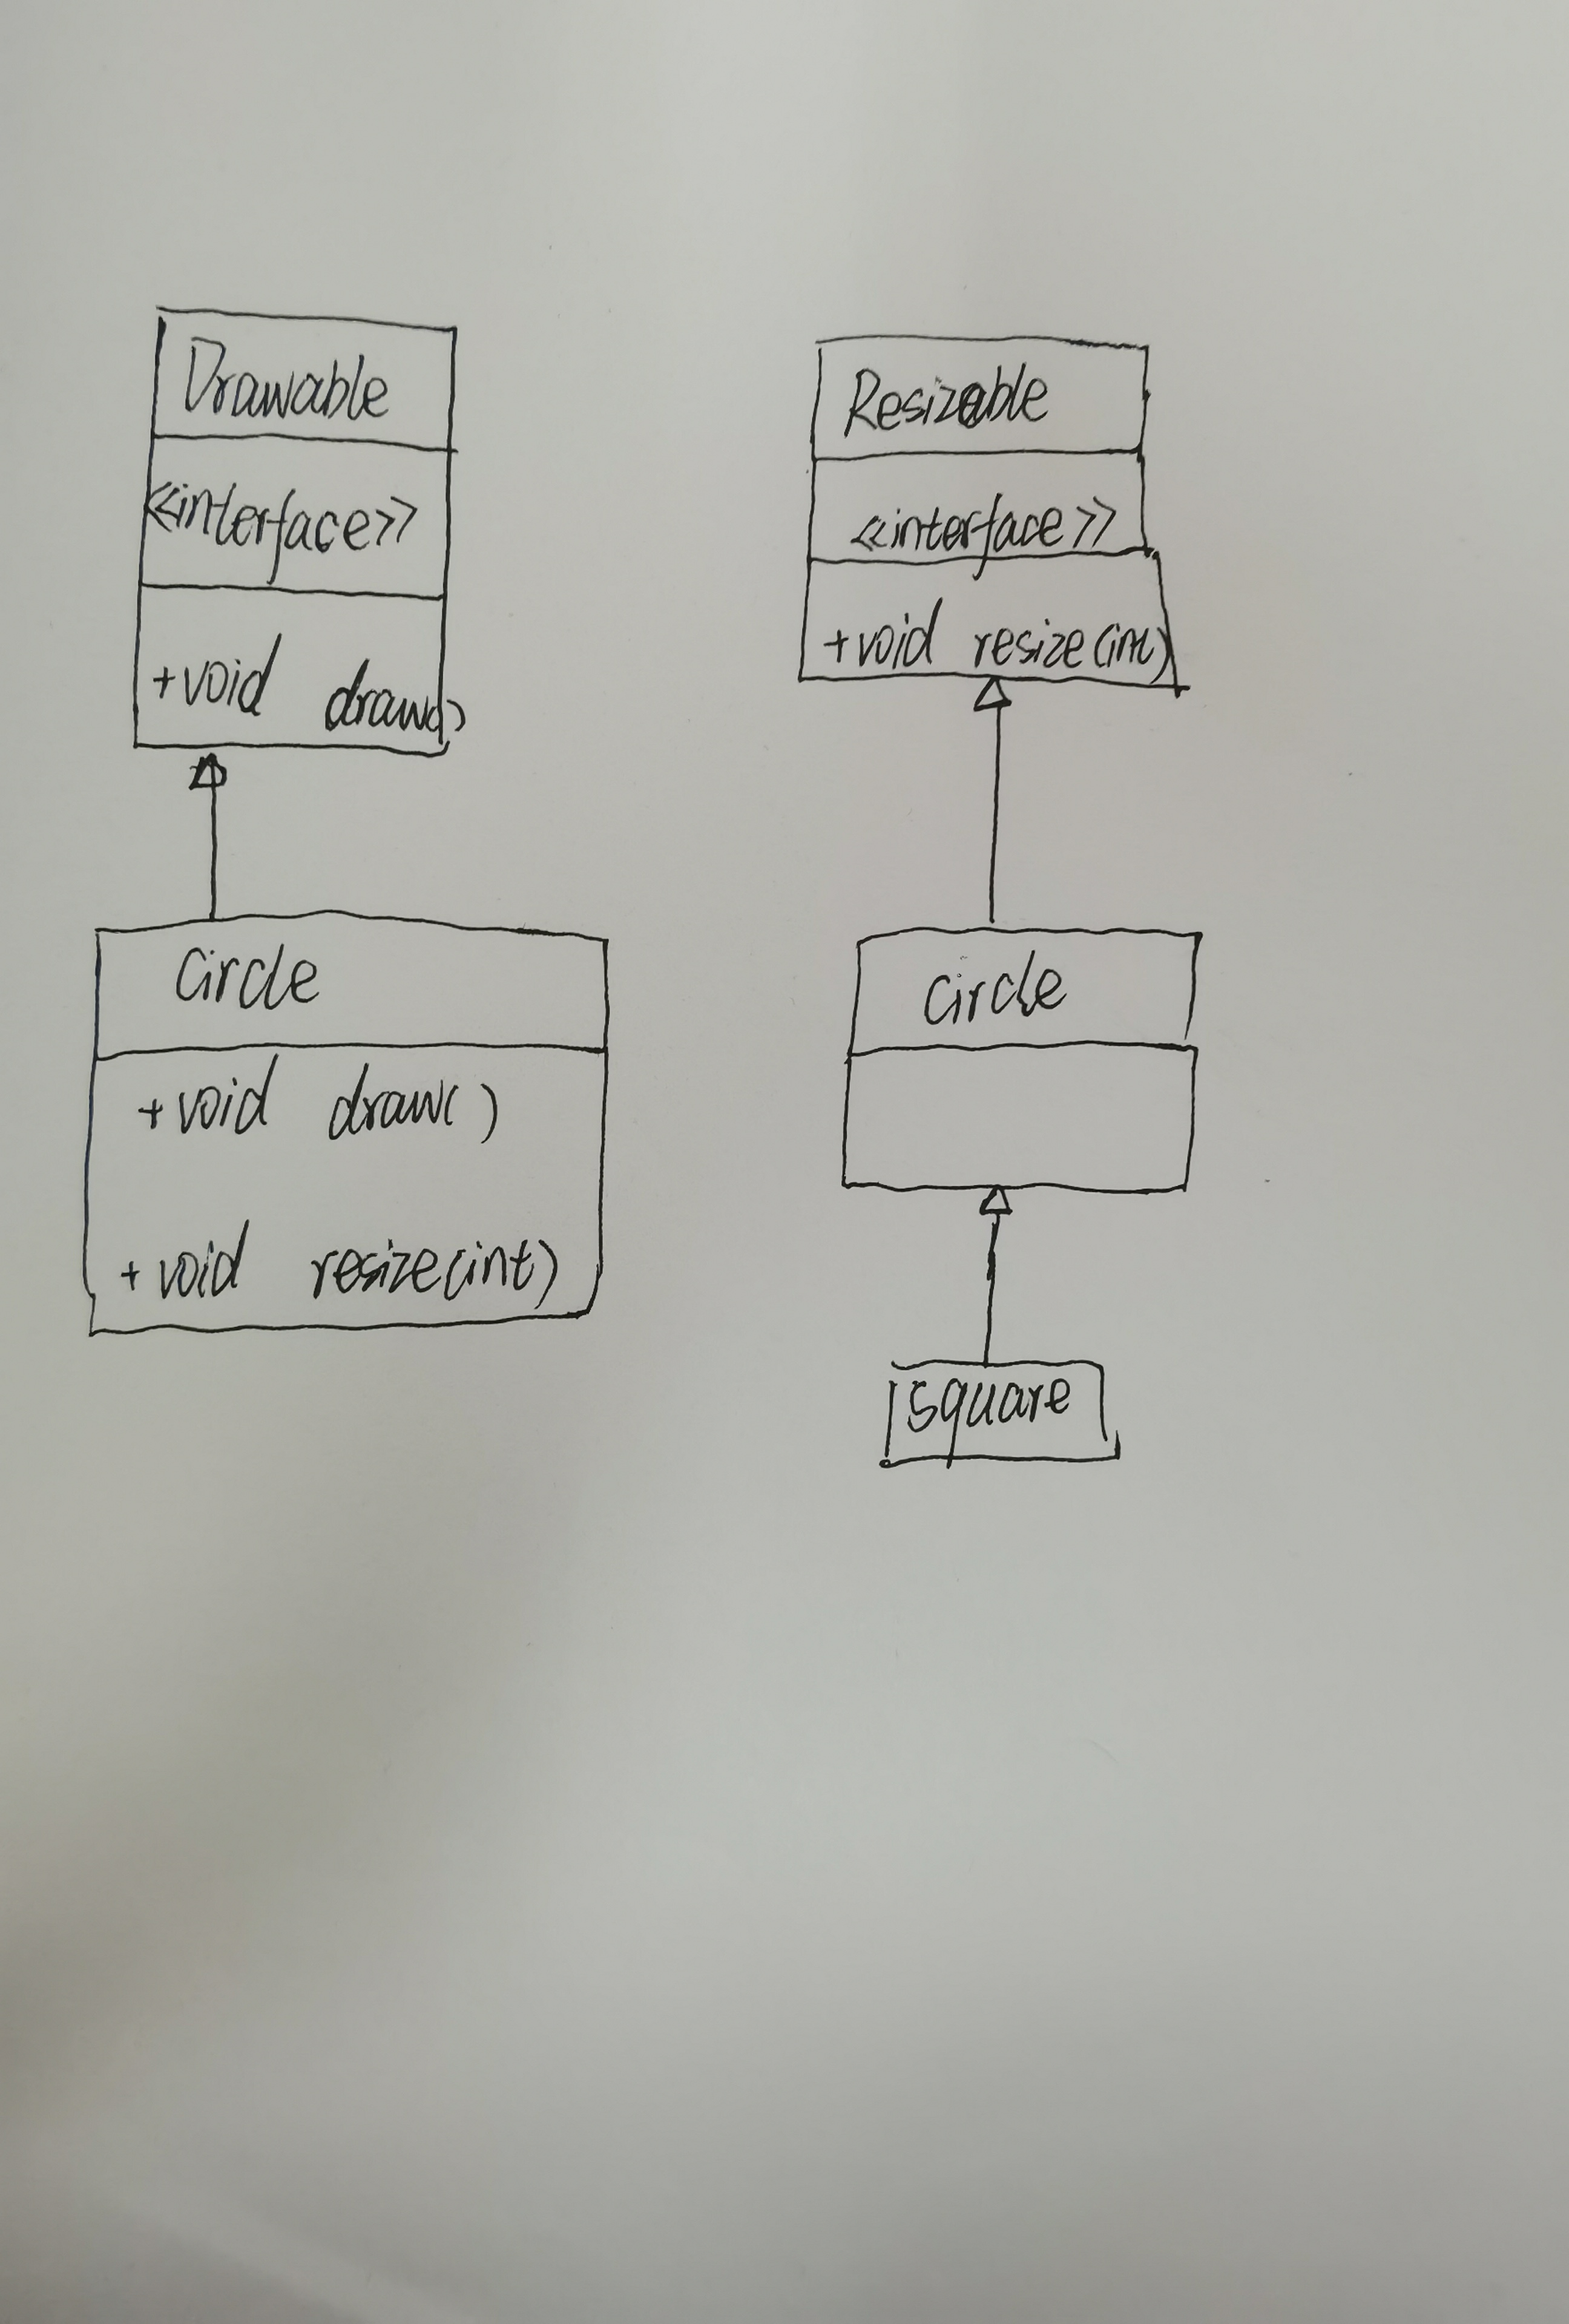 Drawable
<<interface>>
+void draw()
Circle
+void draw()
+void resize(int)
Resizable
<<interface>>
+void resize(int)
circle
square